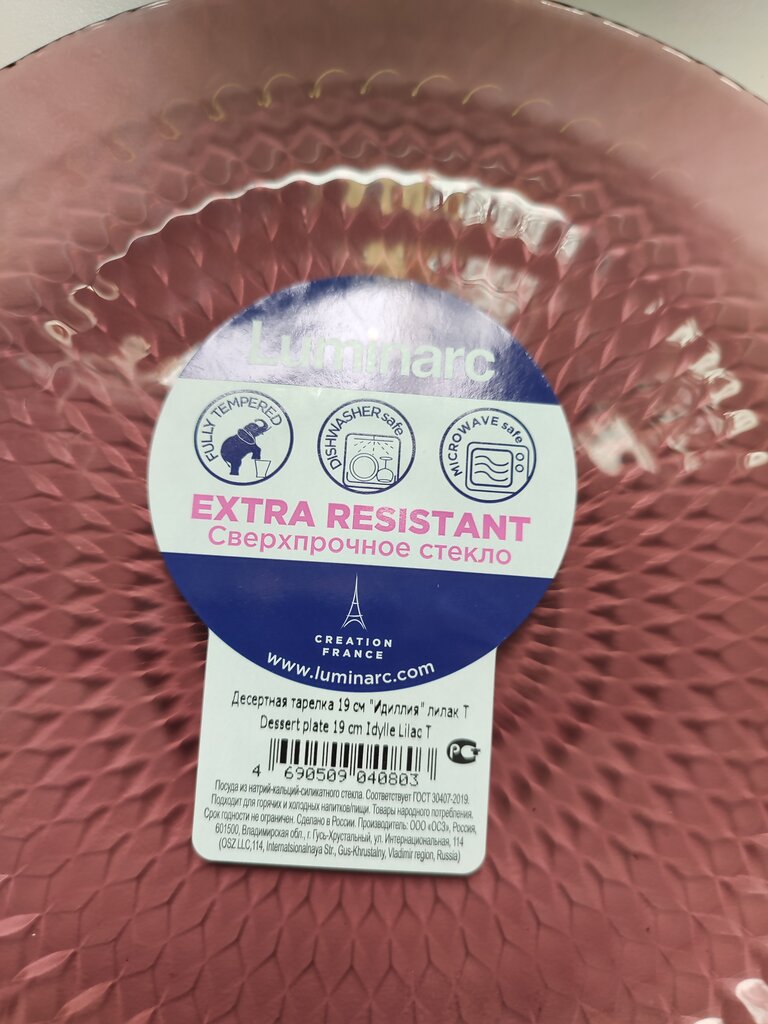 Luminarc
FULLY TEMPERED
DISHWASHER safe
MICROWAVE safe
EXTRA RESISTANT
Сверхпрочное стекло
CREATION
FRANCE
www.luminarc.com
Десертная тарелка 19 см "Идиллия" лилак Т
Dessert plate 19 cm Idylle Lilac T
4 690509 040803
Посуда из натрий-кальций-силикатного стекла. Соответствует ГОСТ 30407-2019.
Подходит для горячих и холодных напитков/пищи. Товары народного потребления.
Срок годности не ограничен. Сделано в России. Производитель: ООО «ОСЗ», Россия,
601500, Владимирская обл., г. Гусь-Хрустальный, ул. Интернациональная, 114
(OSZ LLC,114, Internatsionalnaya Str., Gus-Khrustalny, Vladimir region, Russia)